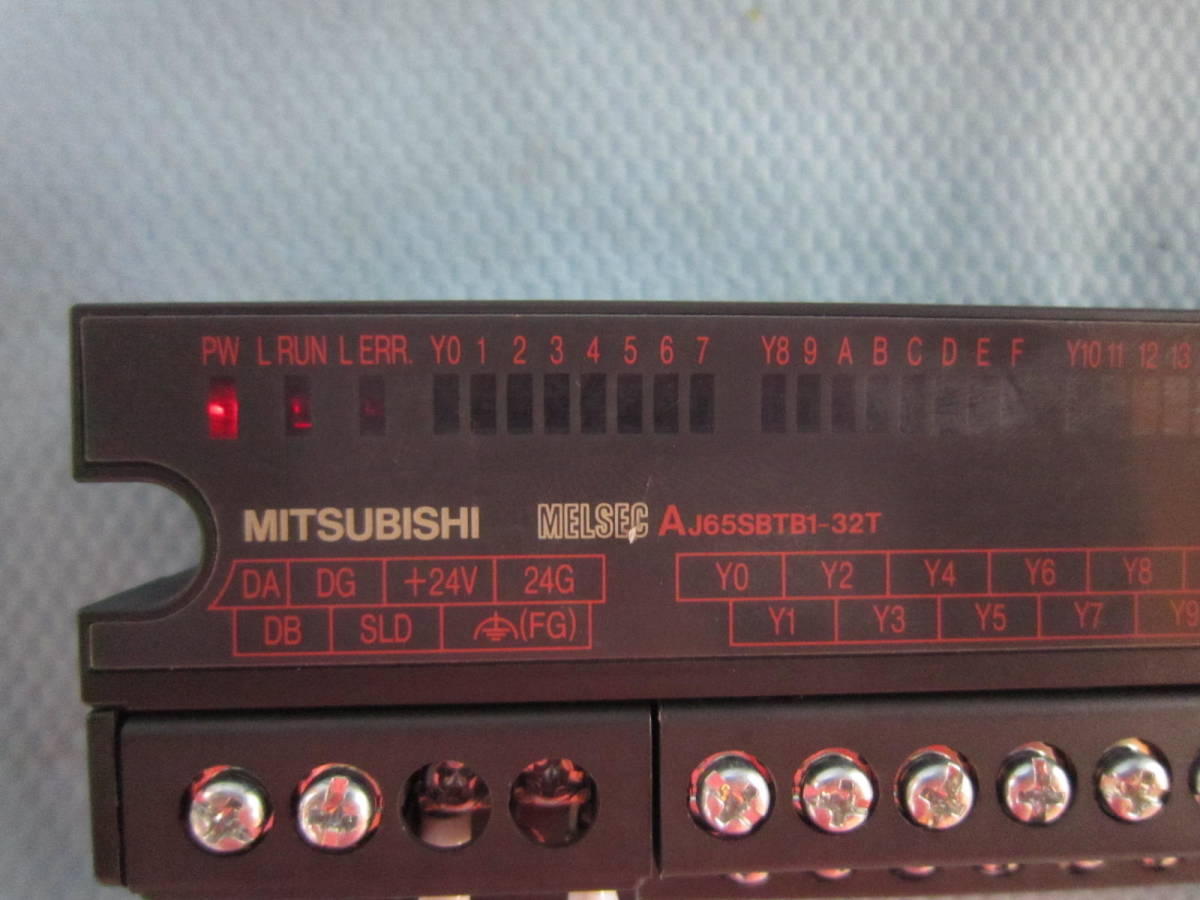 PW L RUN L ERR. Y0 1 2 3 4 5 6 7 Y8 9 A B C D E F Y10 11 12 13
MITSUBISHI MELSEC AJ65SBTB1-32T
DA DG +24V 24G Y0 Y2 Y4 Y6 Y8
DB SLD (FG) Y1 Y3 Y5 Y7 Y9